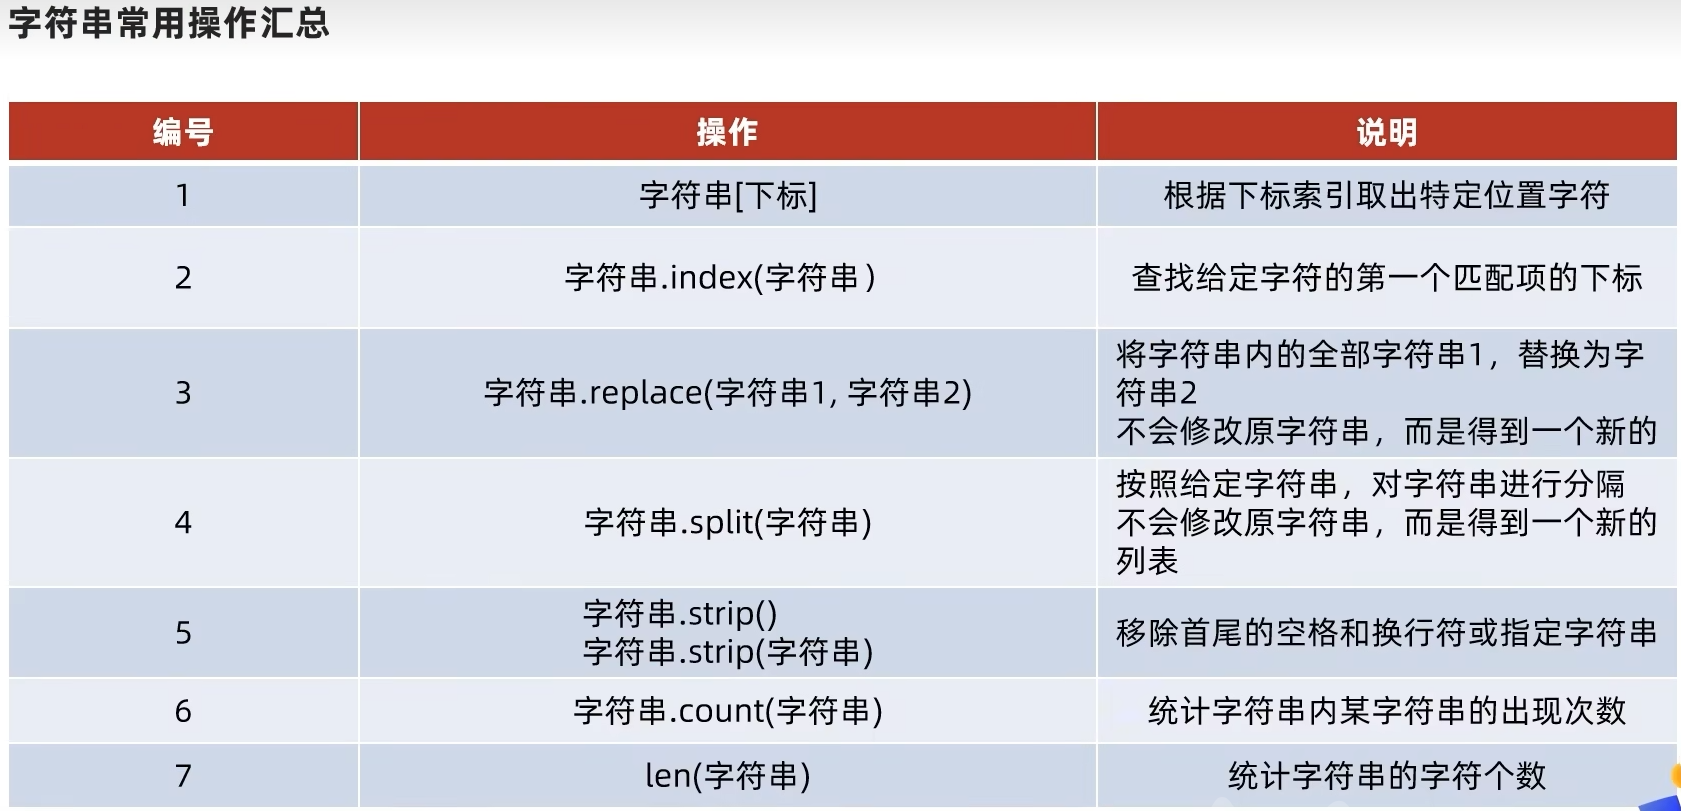 字符串常用操作汇总
编号 操作 说明
1 字符串[下标] 根据下标索引取出特定位置字符
2 字符串.index(字符串） 查找给定字符的第一个匹配项的下标
3 字符串.replace(字符串1, 字符串2) 将字符串内的全部字符串1，替换为字
符串2
不会修改原字符串，而是得到一个新的
4 字符串.split(字符串) 按照给定字符串，对字符串进行分隔
不会修改原字符串，而是得到一个新的
列表
5 字符串.strip()
字符串.strip(字符串) 移除首尾的空格和换行符或指定字符串
6 字符串.count(字符串) 统计字符串内某字符串的出现次数
7 len(字符串) 统计字符串的字符个数